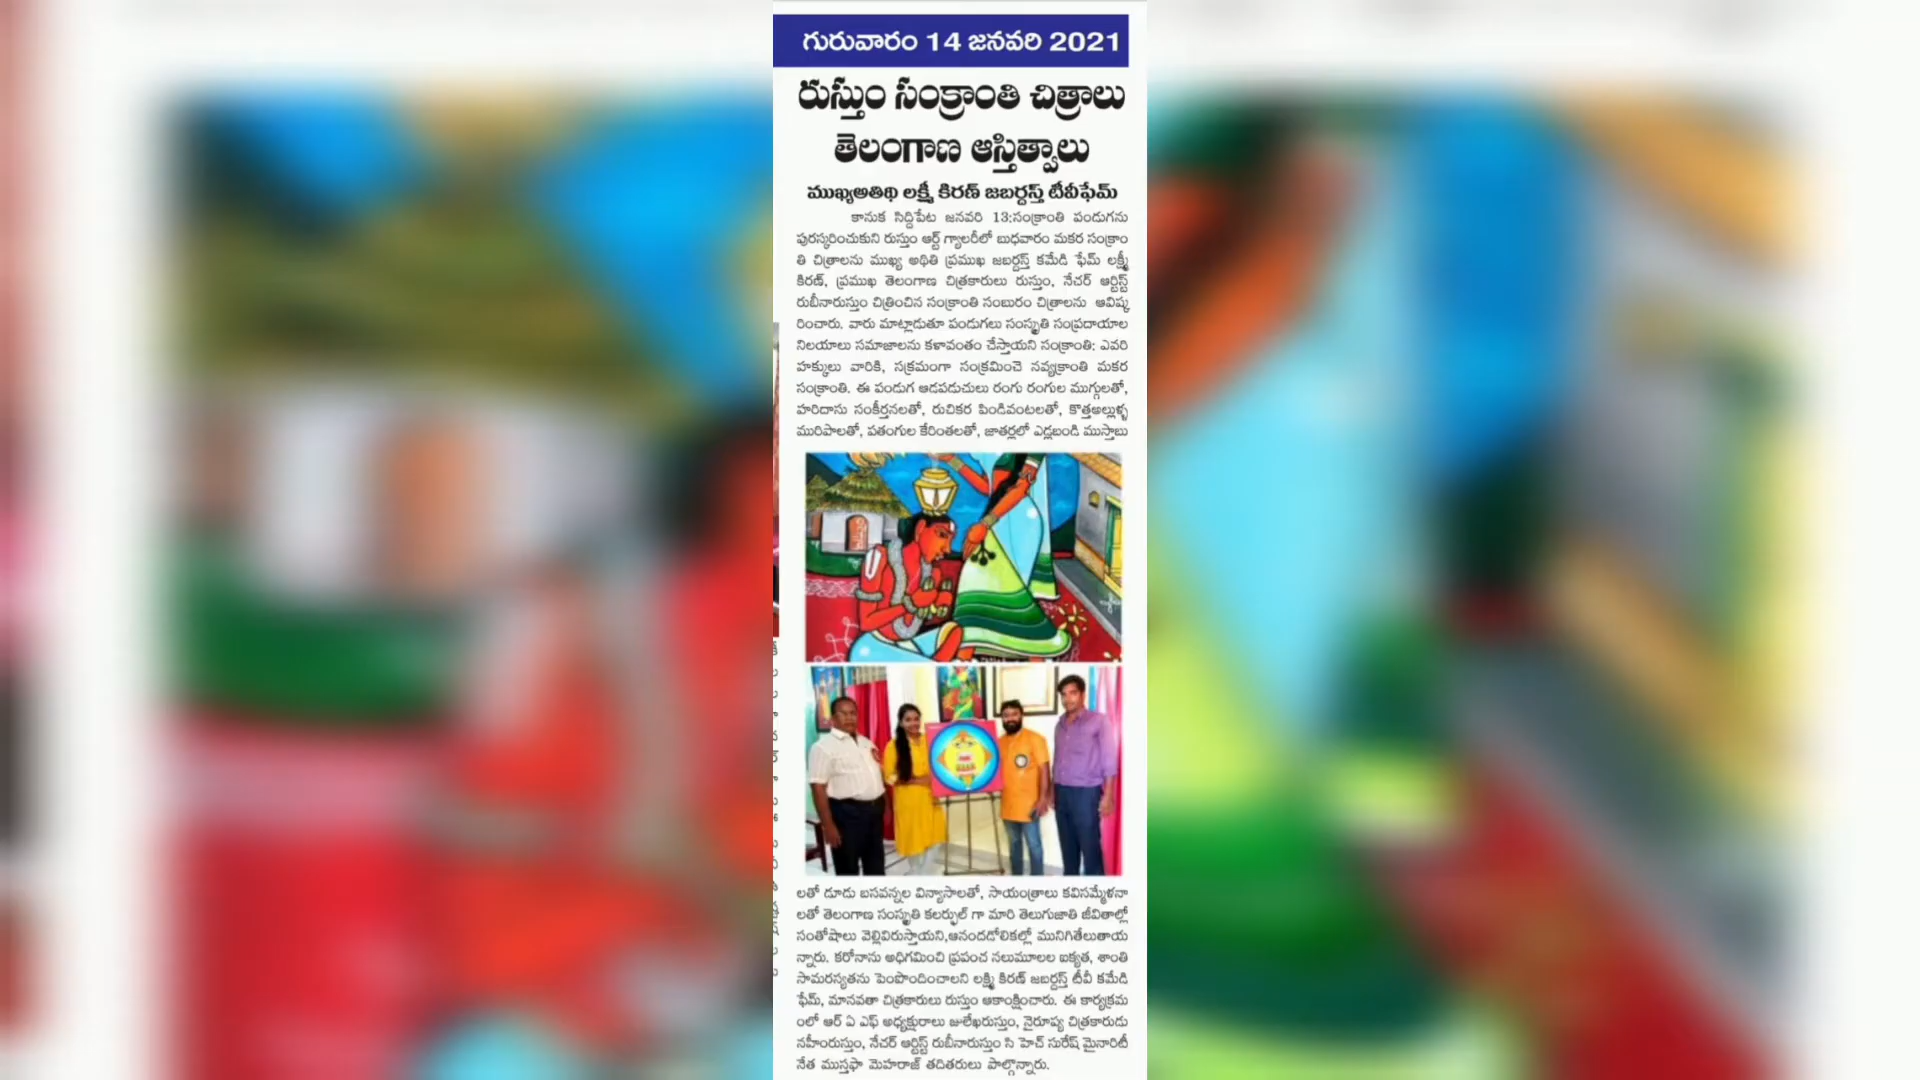 గురువారం 14 జనవరి 2021
రుస్తుం సంక్రాంతి చిత్రాలు
తెలంగాణ ఆస్తిత్వాలు
ముఖ్యఅతిథి లక్ష్మీ కిరణ్ జబర్దస్త్ టీవీఫేమ్
కానుక సిద్దిపేట జనవరి 13:సంక్రాంతి పండుగను
పురస్కరించుకుని రుస్తుం ఆర్ట్ గ్యాలరీలో బుధవారం మకర సంక్రాం
తి చిత్రాలను ముఖ్య అథితి ప్రముఖ జబర్దస్త్ కమేడి ఫేమ్ లక్ష్మీ
కిరణ్, ప్రముఖ తెలంగాణ చిత్రకారులు రుస్తుం, నేచర్ ఆర్టిస్ట్
రుబీనారుస్తుం చిత్రించిన సంక్రాంతి సంబురం చిత్రాలను ఆవిష్క
రించారు. వారు మాట్లాడుతూ పండుగలు సంస్కృతి సంప్రదాయాల
నిలయాలు సమాజాలను కళావంతం చేస్తాయని సంక్రాంతి: ఎవరి
హక్కులు వారికి, సక్రమంగా సంక్రమించె నవ్యక్రాంతి మకర
సంక్రాంతి. ఈ పండుగ ఆడపడుచులు రంగు రంగుల ముగ్గులతో,
హరిదాసు సంకీర్తనలతో, రుచికర పిండివంటలతో, కొత్తఅల్లుళ్ళ
మురిపాలతో, పతంగుల కేరింతలతో, జాతర్లలో ఎడ్లబండి ముస్తాబు
లతో డూడు బసవన్నల విన్యాసాలతో, సాయంత్రాలు కవిసమ్మేళనా
లతో తెలంగాణ సంస్కృతి కలర్ఫుల్ గా మారి తెలుగుజాతి జీవితాల్లో
సంతోషాలు వెల్లివిరుస్తాయని,ఆనందడోలికల్లో మునిగితేలుతాయ
న్నారు. కరోనాను అధిగమించి ప్రపంచ నలుమూలల ఐక్యత, శాంతి
సామరస్యతను పెంపొందించాలని లక్ష్మి కిరణ్ జబర్దస్త్ టీవీ కమేడి
ఫేమ్, మానవతా చిత్రకారులు రుస్తుం ఆకాంక్షించారు. ఈ కార్యక్రమ
ంలో ఆర్ ఏ ఎఫ్ అధ్యక్షురాలు జులేఖరుస్తుం, నైరూప్య చిత్రకారుడు
నహీంరుస్తుం, నేచర్ ఆర్టిస్ట్ రుబీనారుస్తుం సి హెచ్ సురేష్ మైనారిటీ
నేత ముస్తఫా మెహరాజ్ తదితరులు పాల్గొన్నారు.